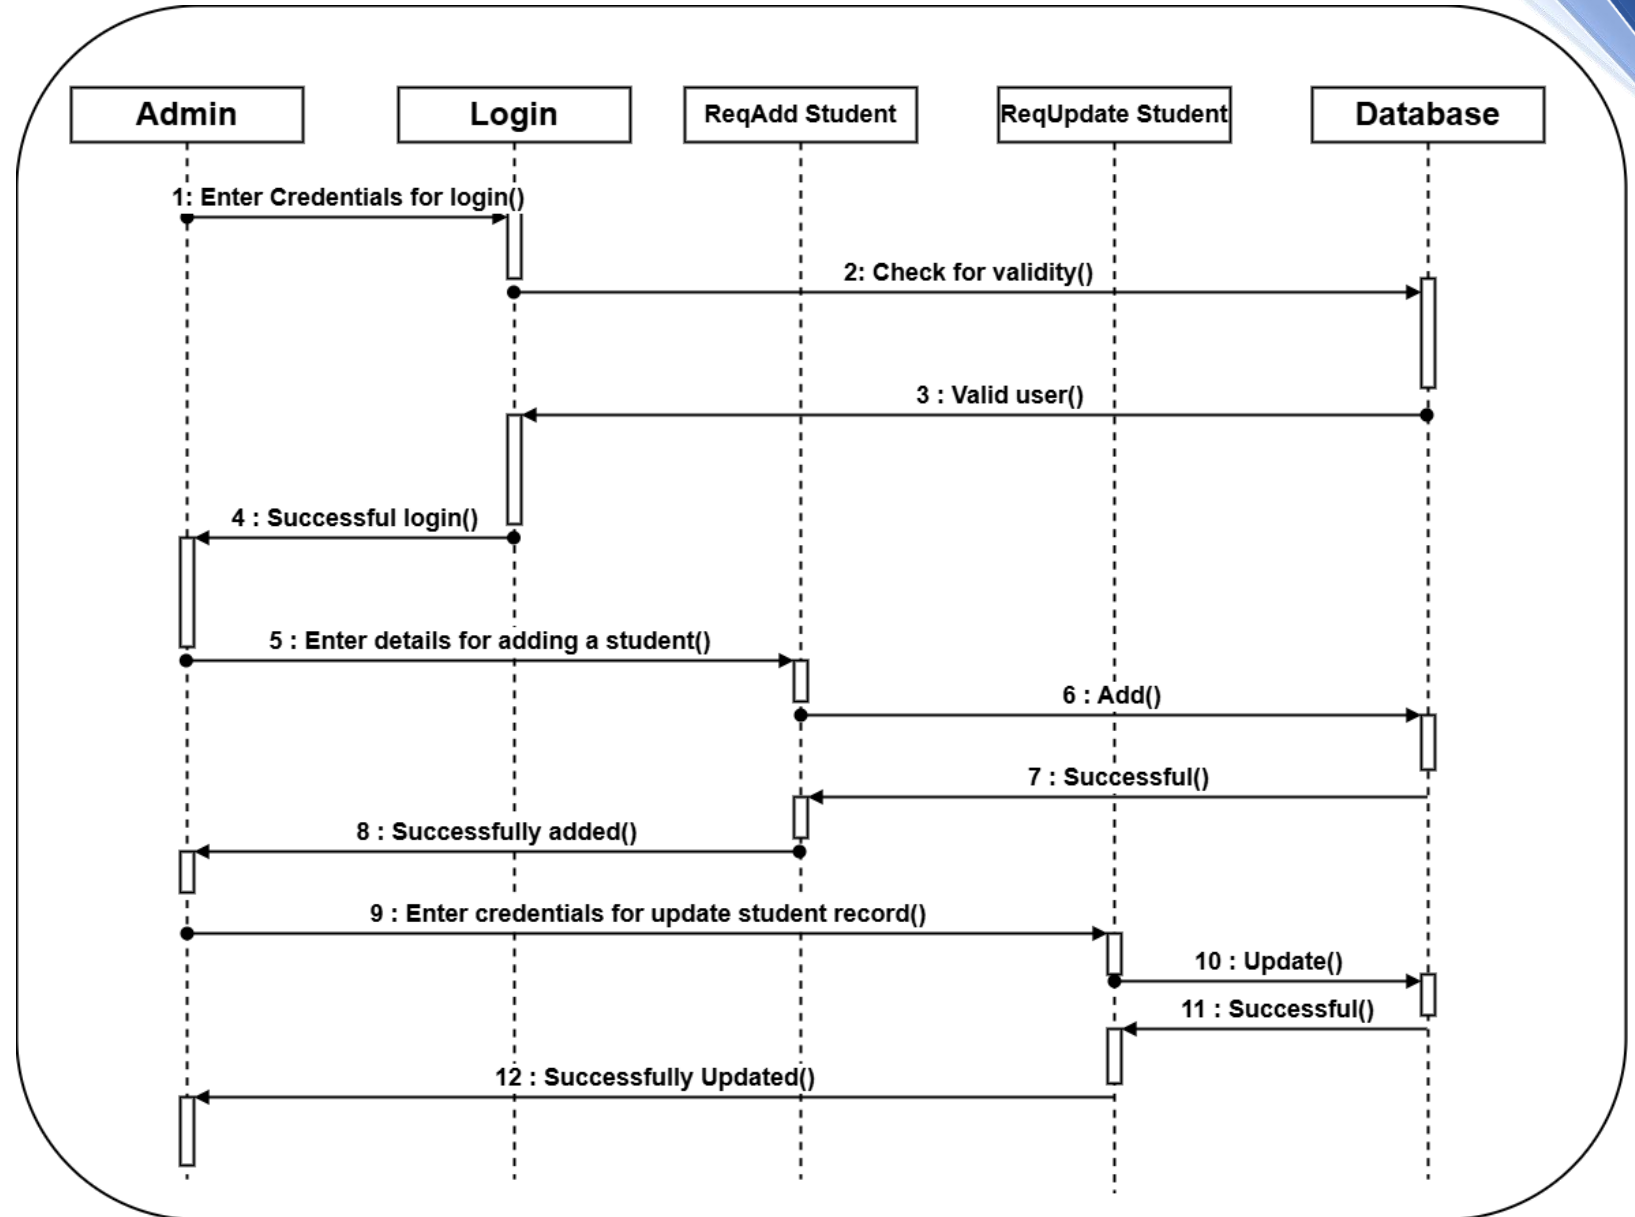 Admin
Login
ReqAdd Student
ReqUpdate Student
Database
1: Enter Credentials for login()
2: Check for validity()
3 : Valid user()
4 : Successful login()
5 : Enter details for adding a student()
6 : Add()
7 : Successful()
8 : Successfully added()
9 : Enter credentials for update student record()
10 : Update()
11 : Successful()
12 : Successfully Updated()